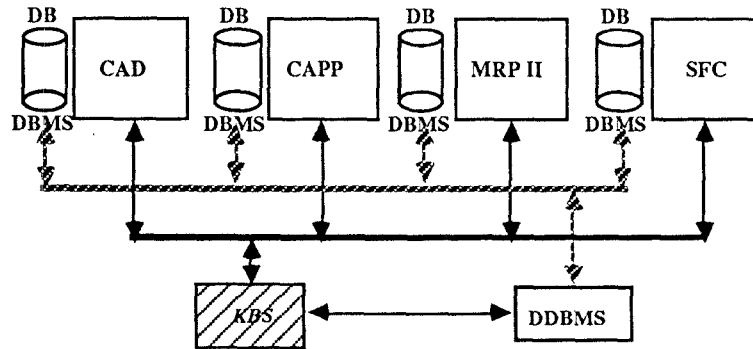 DB DB DB DB
CAD CAPP MRP II SFC
DBMS DBMS DBMS DBMS
KBS DDBMS